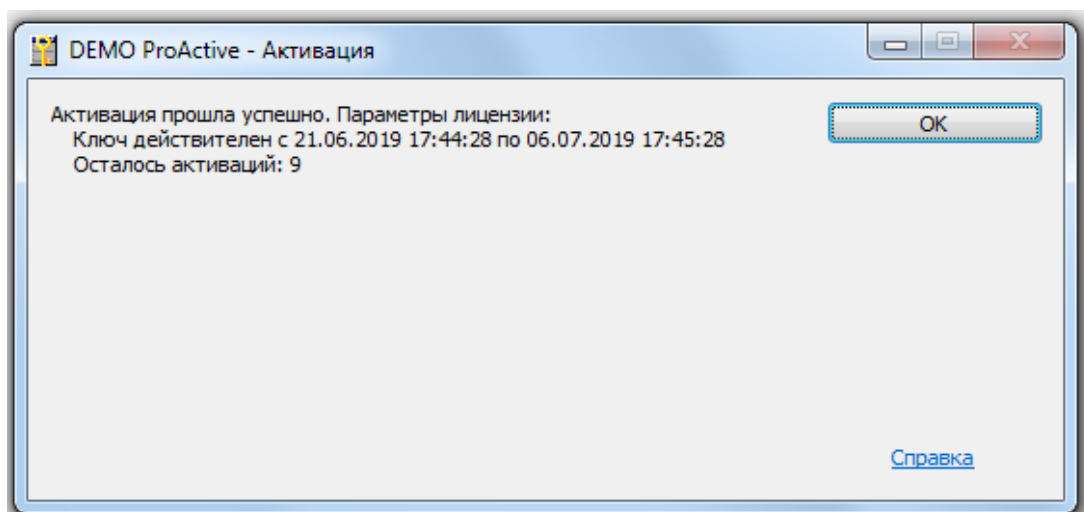 DEMO ProActive - Активация
Активация прошла успешно. Параметры лицензии:
Ключ действителен с 21.06.2019 17:44:28 по 06.07.2019 17:45:28
Осталось активаций: 9
OK
Справка